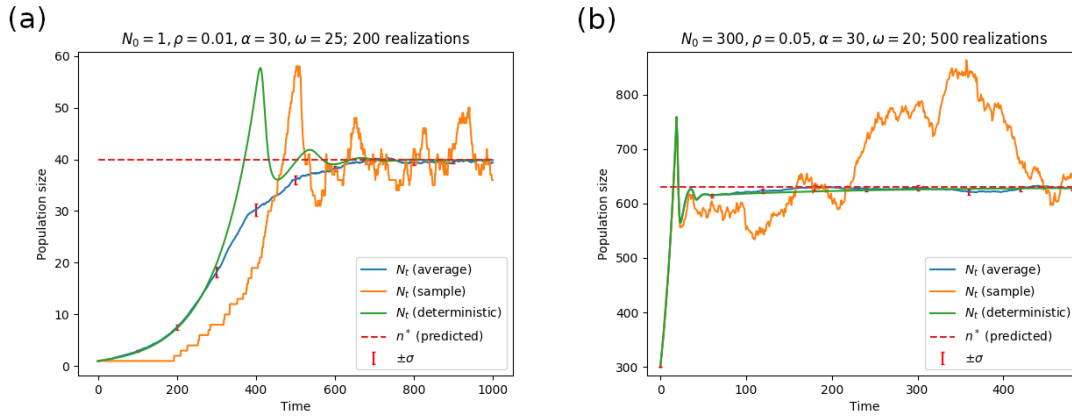 (a)
N₀ = 1, ρ = 0.01, α = 30, ω = 25; 200 realizations
Population size
60
50
40
30
20
10
0
0 200 400 600 800 1000
Time
Nₜ (average)
Nₜ (sample)
Nₜ (deterministic)
n* (predicted)
±σ
(b)
N₀ = 300, ρ = 0.05, α = 30, ω = 20; 500 realizations
Population size
800
700
600
500
400
300
0 100 200 300 400
Time
Nₜ (average)
Nₜ (sample)
Nₜ (deterministic)
n* (predicted)
±σ